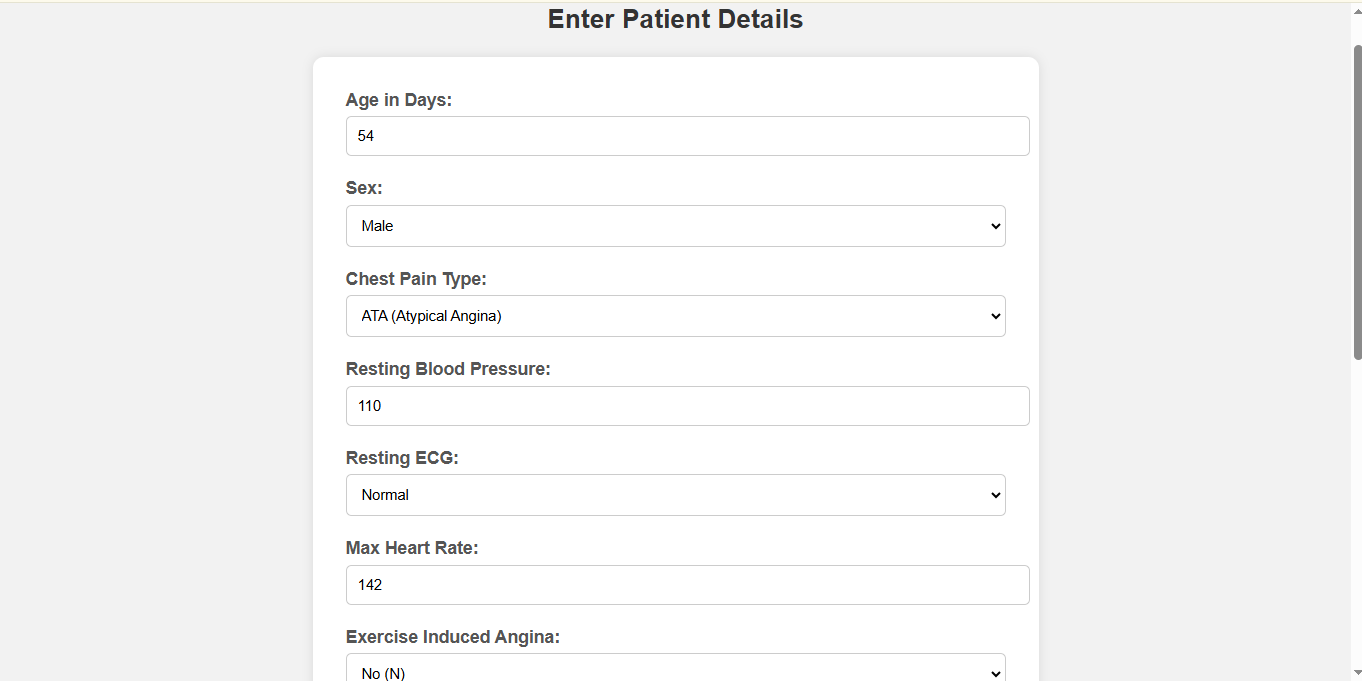 Enter Patient Details
Age in Days:
54
Sex:
Male
Chest Pain Type:
ATA (Atypical Angina)
Resting Blood Pressure:
110
Resting ECG:
Normal
Max Heart Rate:
142
Exercise Induced Angina:
No (N)